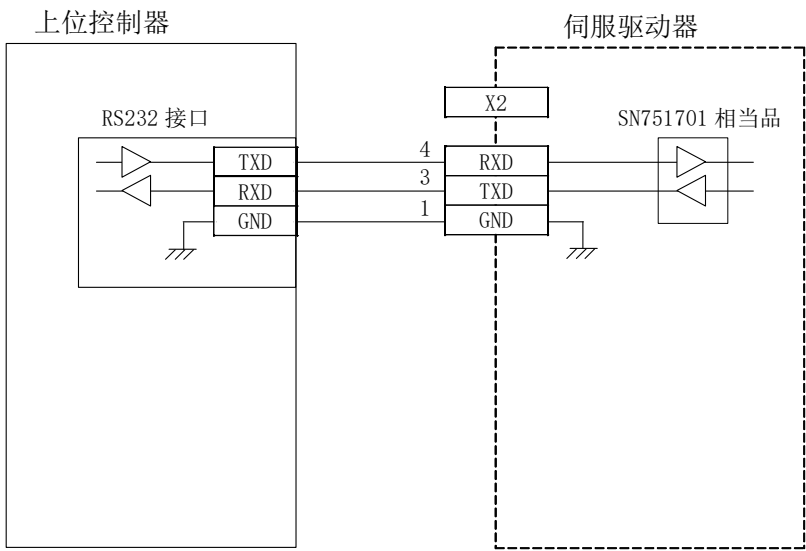 上位控制器
伺服驱动器
X2
RS232 接口
SN751701 相当品
TXD
4
RXD
RXD
3
TXD
GND
1
GND